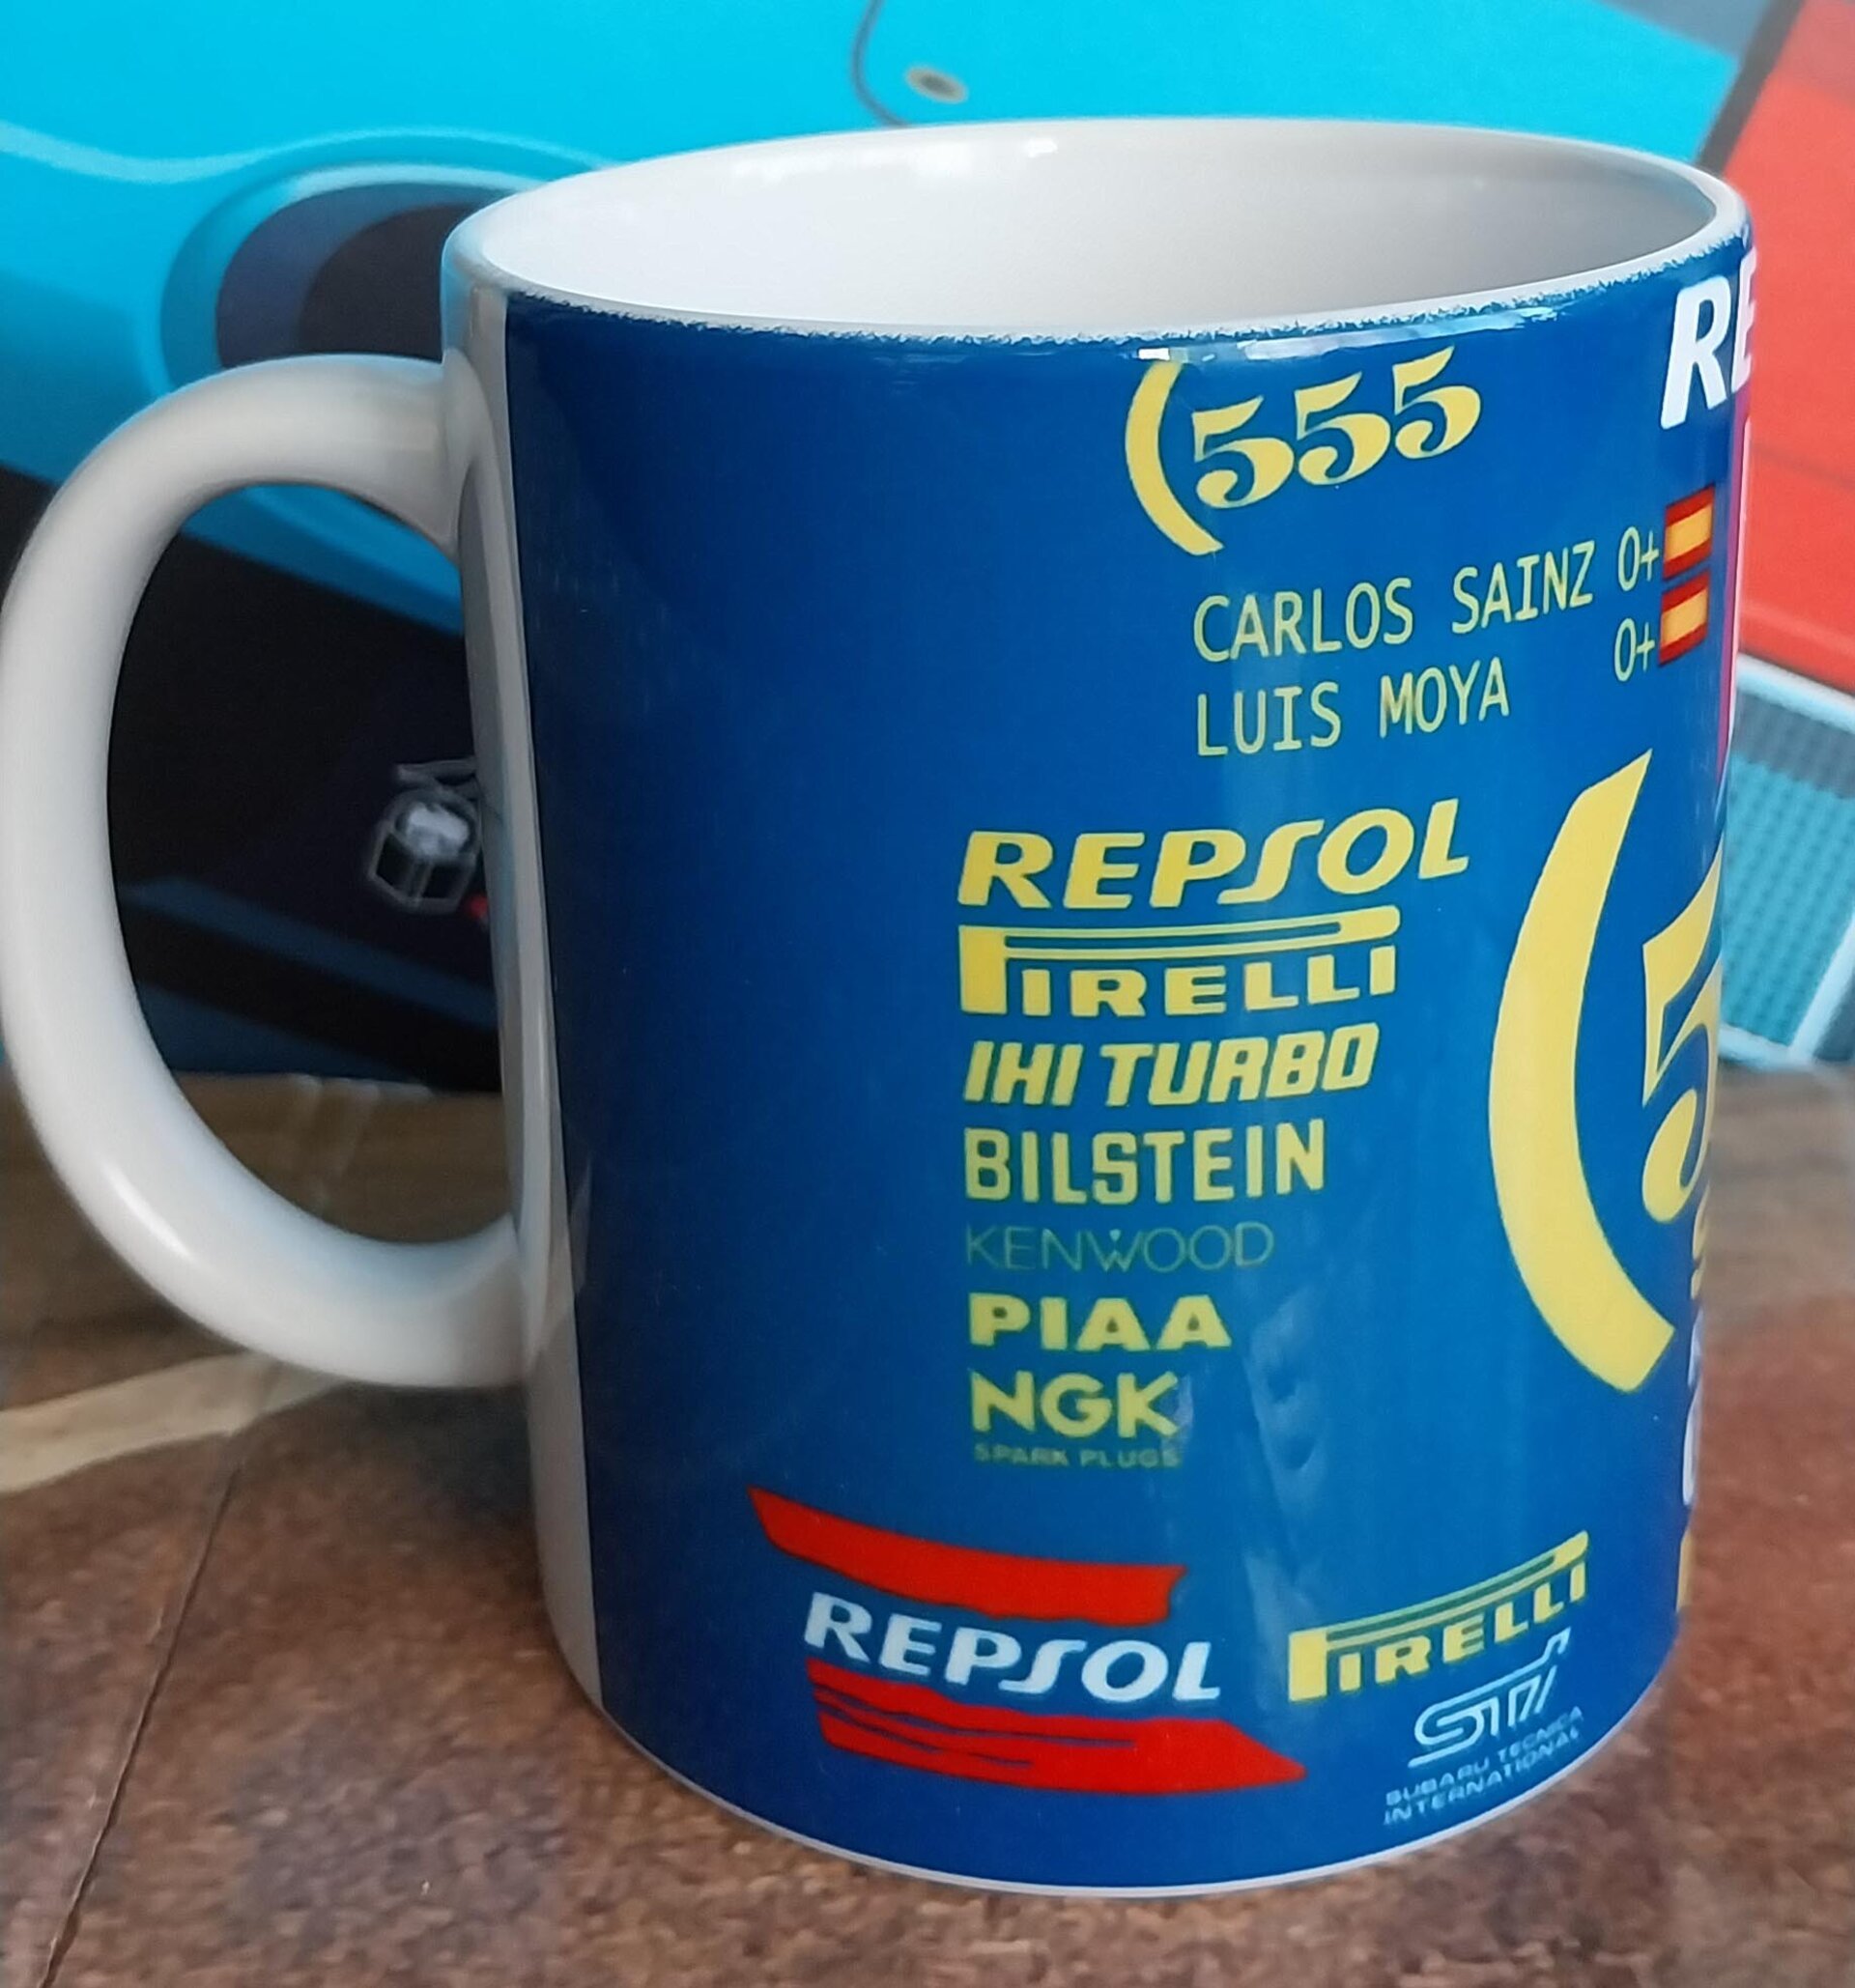 555
CARLOS SAINZ O+
LUIS MOYA O+
REPSOL
PIRELLI
IHI TURBO
BILSTEIN
KENWOOD
PIAA
NGK
SPARK PLUGS
REPSOL
PIRELLI
STi
SUBARU TECNICA
INTERNATIONAL